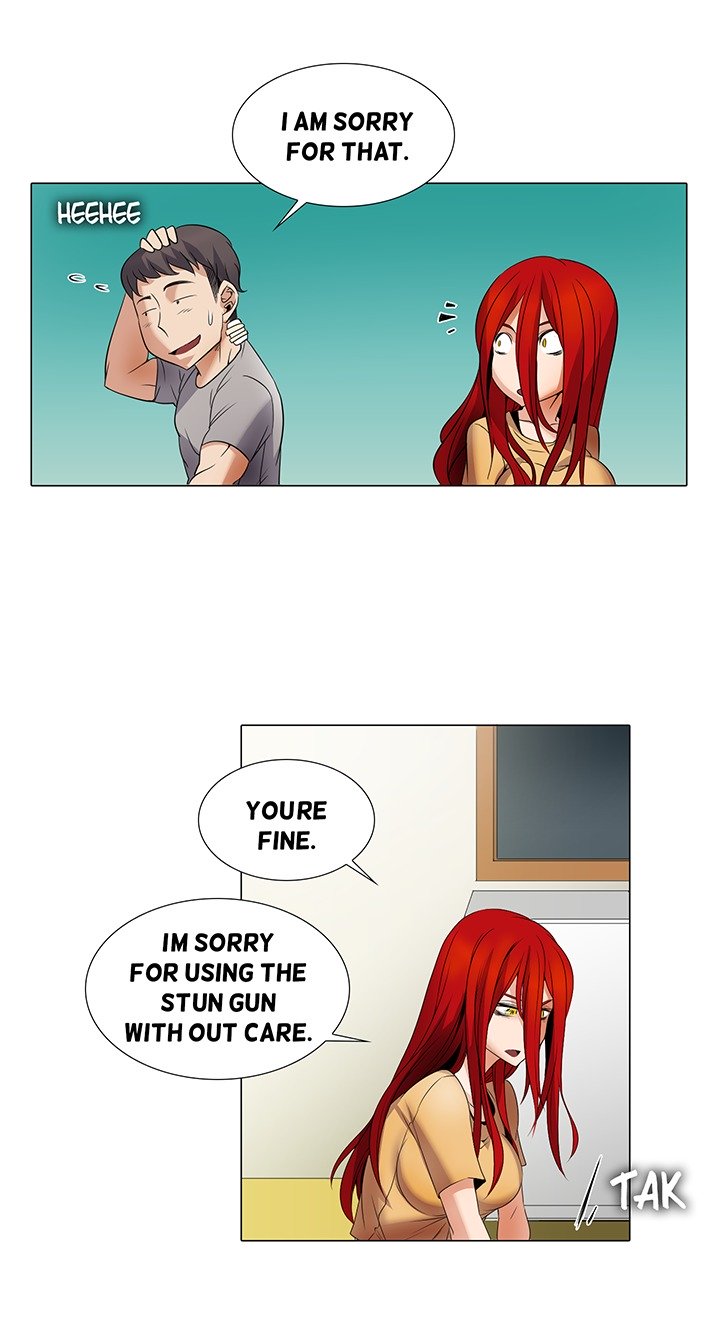 I AM SORRY
FOR THAT.
HEEHEE
YOURE
FINE.
IM SORRY
FOR USING THE
STUN GUN
WITH OUT CARE.
TAK